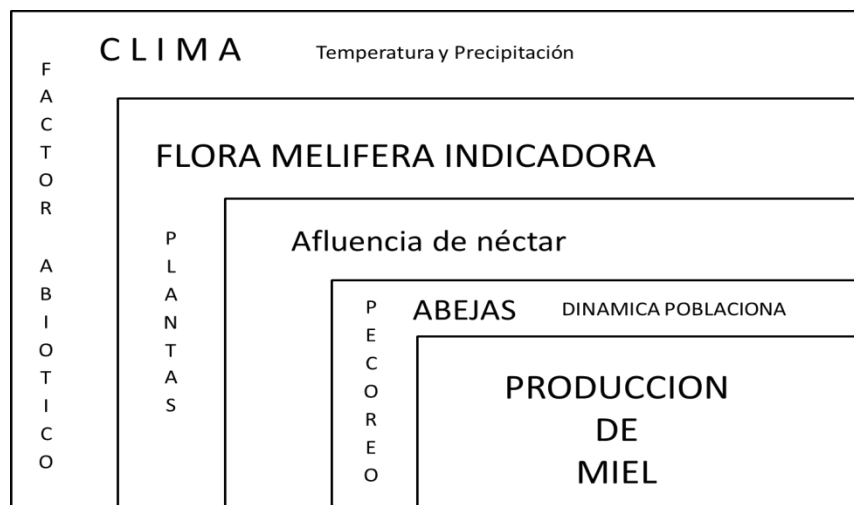 CLIMA Temperatura y Precipitación
FACTOR ABIOTICO
FLORA MELIFERA INDICADORA
PLANTAS
Afluencia de néctar
PECOREO
ABEJAS DINAMICA POBLACIONA
PRODUCCION
DE
MIEL